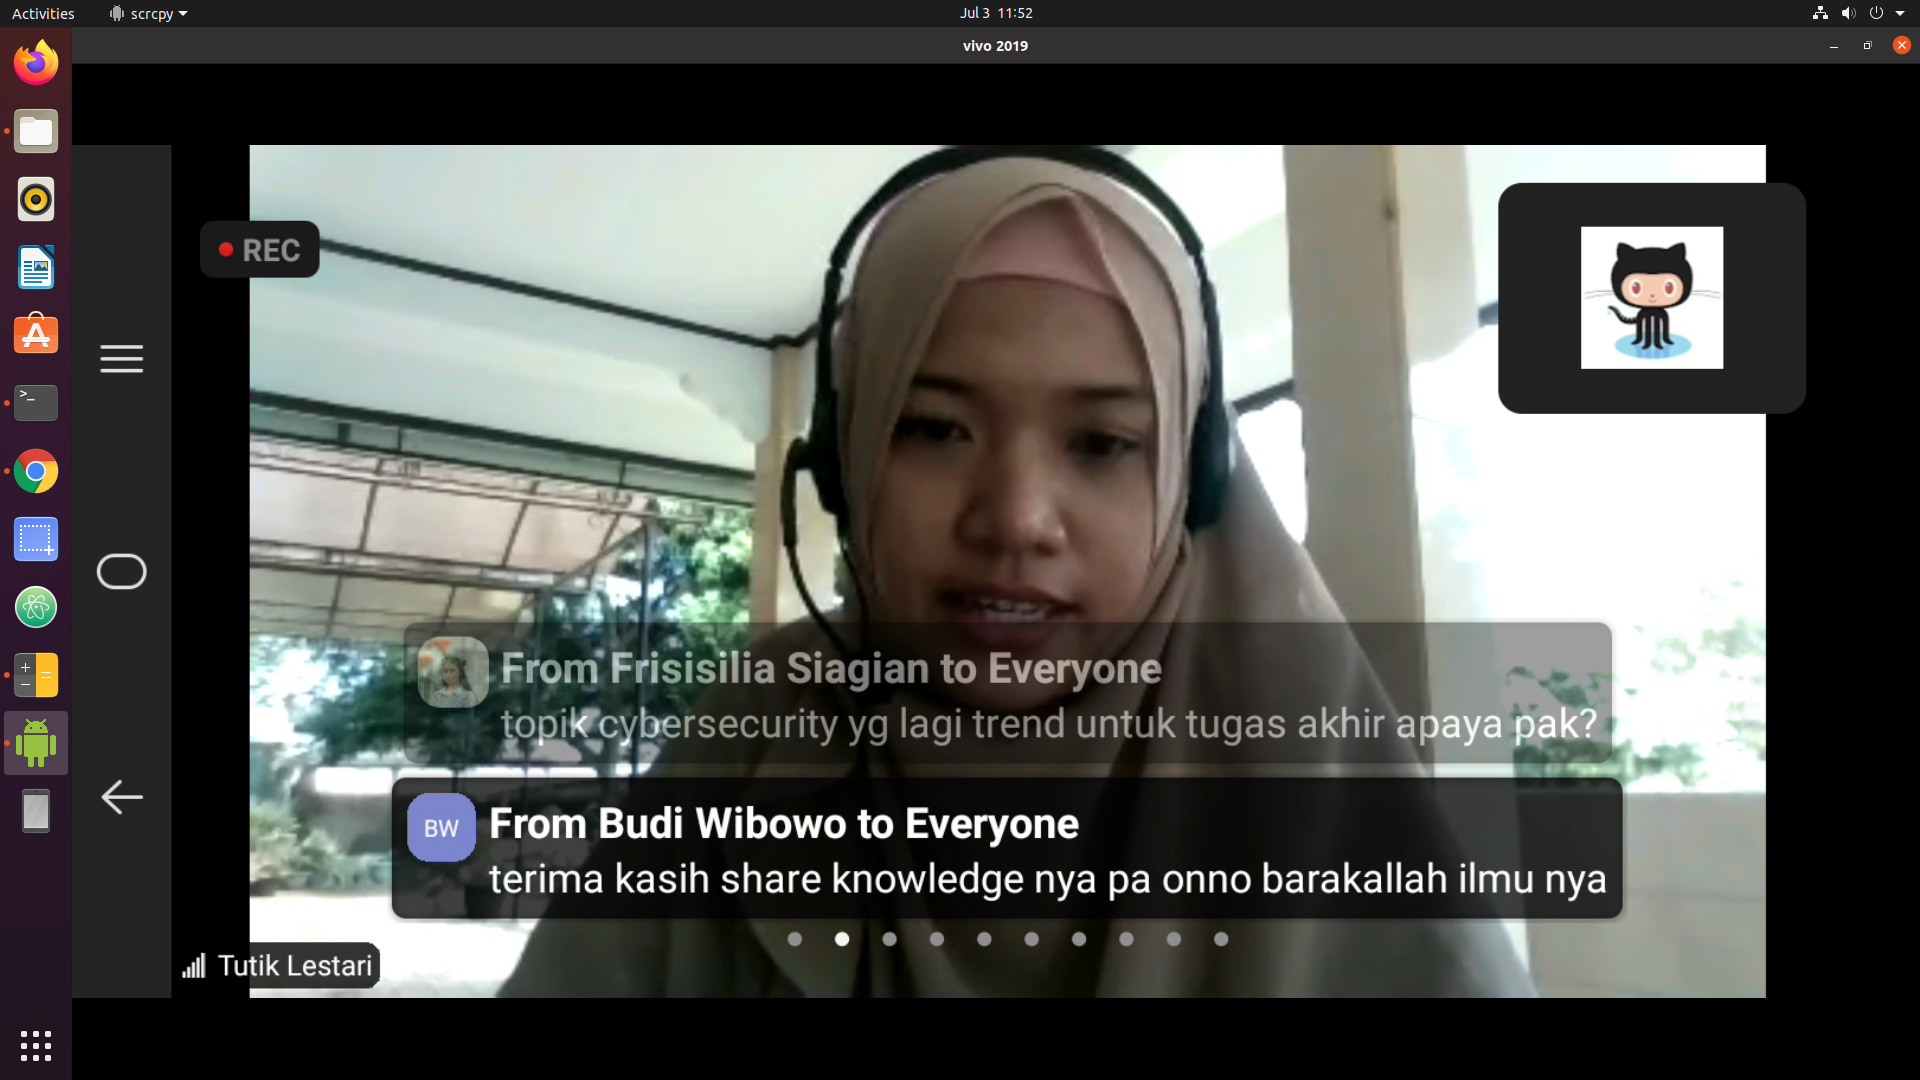 Activities
scrcpy
Jul 3 11:52
vivo 2019
REC
From Frisisilia Siagian to Everyone
topik cybersecurity yg lagi trend untuk tugas akhir apaya pak?
BW
From Budi Wibowo to Everyone
terima kasih share knowledge nya pa onno barakallah ilmu nya
Tutik Lestari